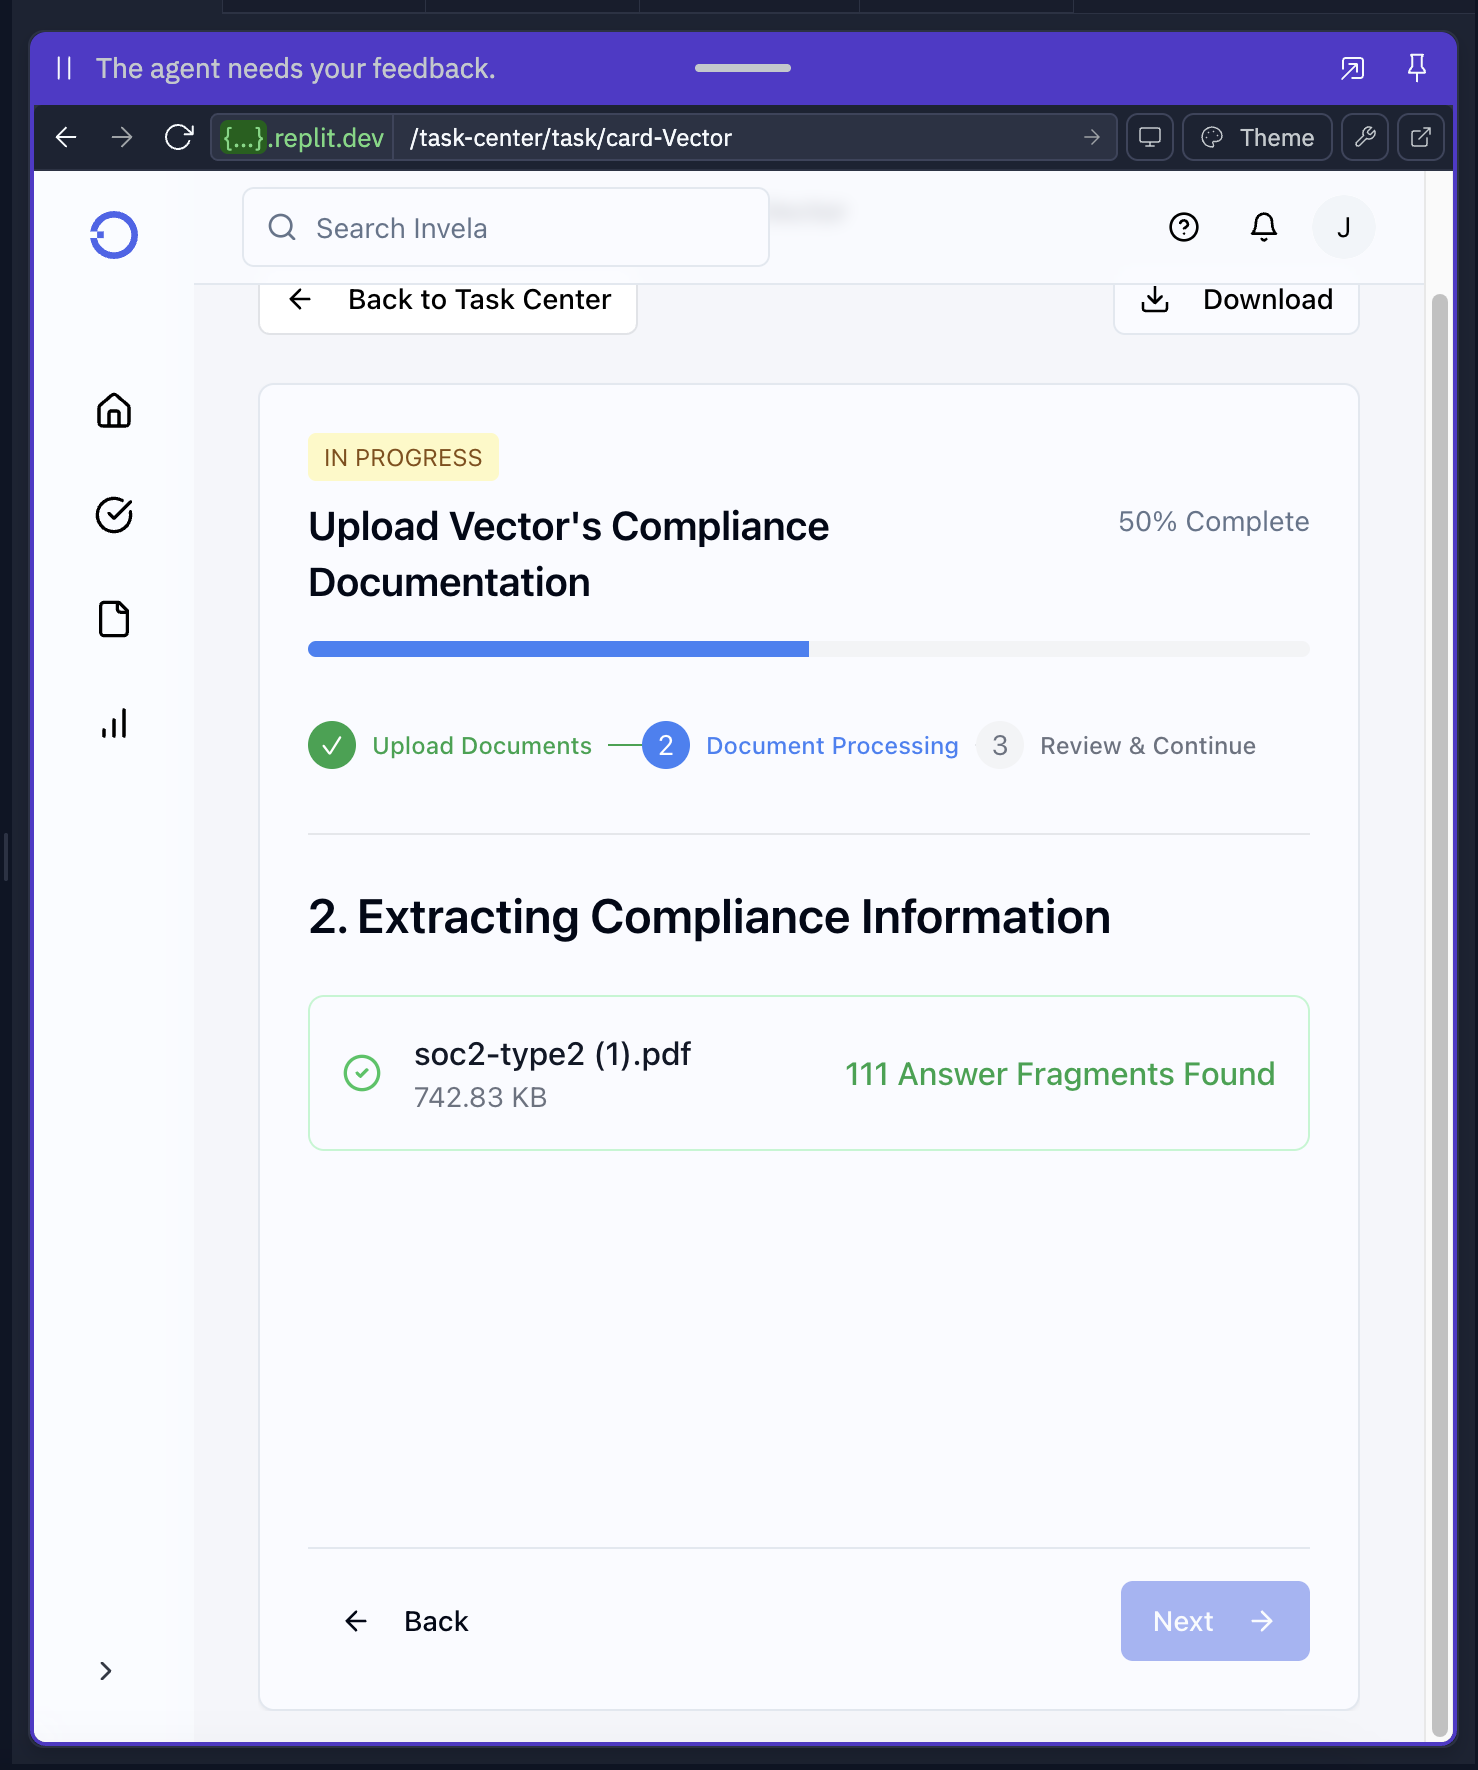 The agent needs your feedback.
{...}.replit.dev /task-center/task/card-Vector Theme
Search Invela J
Back to Task Center Download
IN PROGRESS
Upload Vector's Compliance Documentation 50% Complete
Upload Documents 2 Document Processing 3 Review & Continue
2. Extracting Compliance Information
soc2-type2 (1).pdf
742.83 KB
111 Answer Fragments Found
Back Next